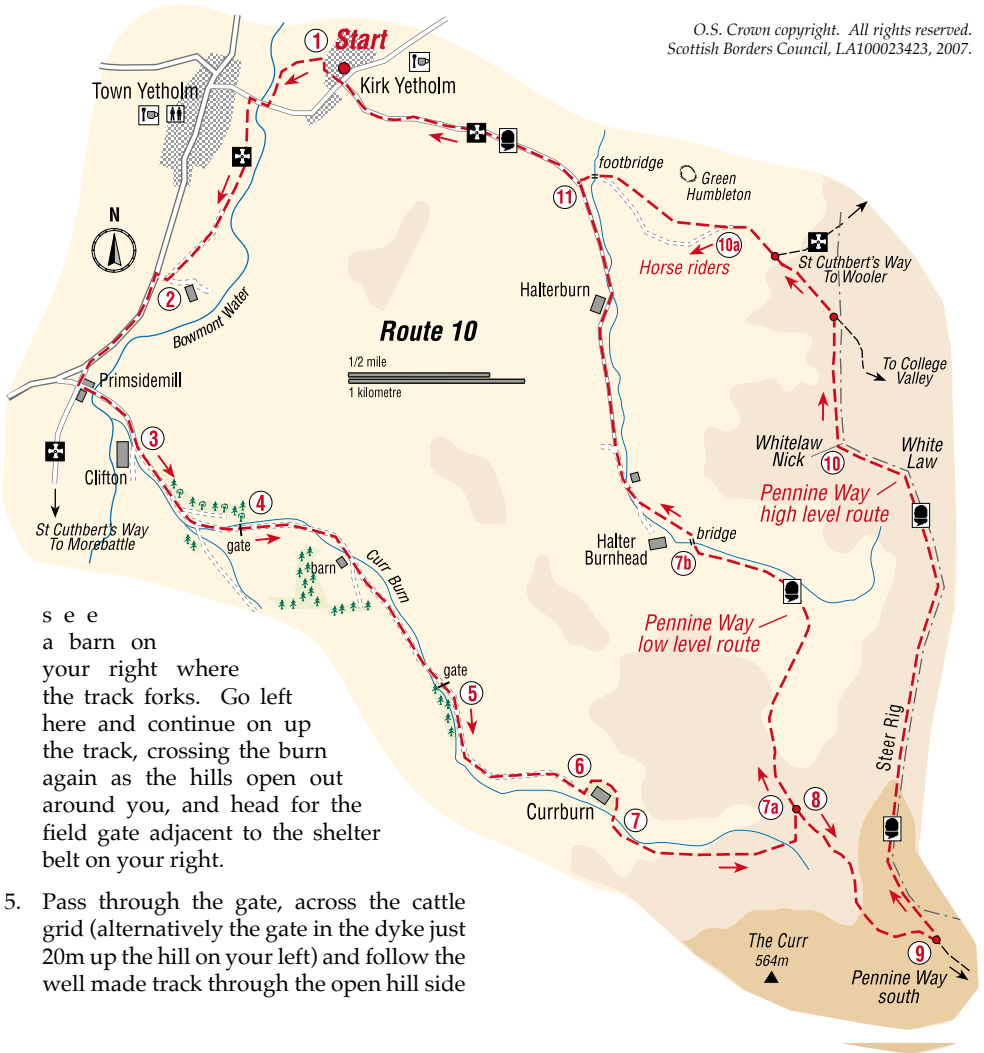 O.S. Crown copyright. All rights reserved.
Scottish Borders Council, LA100023423, 2007.
1
Start
Kirk Yetholm
Town Yetholm
N
footbridge
11
Green
Humbleton
10a
Horse riders
St Cuthbert's Way
To Wooler
2
Bowmont Water
Halterburn
Route 10
1/2 mile
1 kilometre
To College
Valley
Primsidemill
3
Clifton
St Cuthbert's Way
To Morebattle
4
gate
barn
Curr Burn
Whitelaw
Nick
10
White
Law
Pennine Way
high level route
Halter
Burnhead
bridge
7b
Pennine Way
low level route
Steer Rig
gate
5
6
Currburn
7
7a
8
9
The Curr
564m
Pennine Way
south
s e e
a barn on
your right where
the track forks. Go left
here and continue on up
the track, crossing the burn
again as the hills open out
around you, and head for the
field gate adjacent to the shelter
belt on your right.
5. Pass through the gate, across the cattle
grid (alternatively the gate in the dyke just
20m up the hill on your left) and follow the
well made track through the open hill side